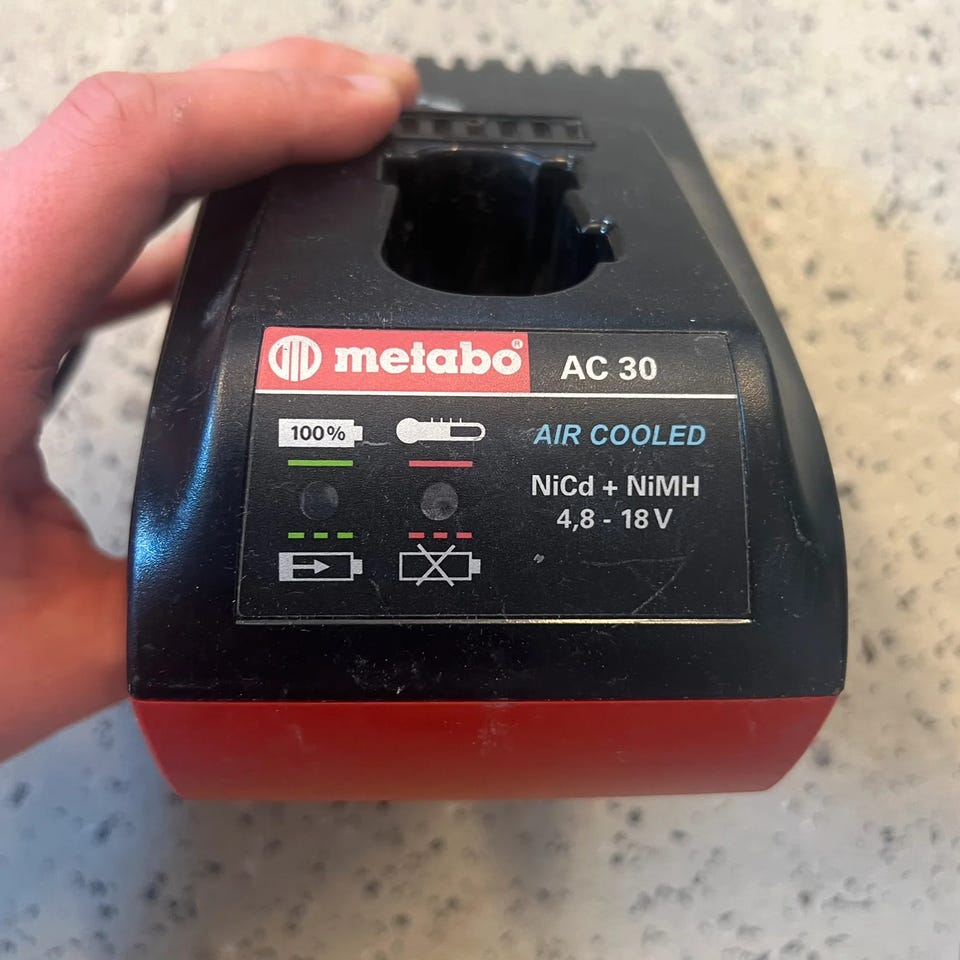 metabo®
AC 30
100%
AIR COOLED
NiCd + NiMH
4,8 - 18 V